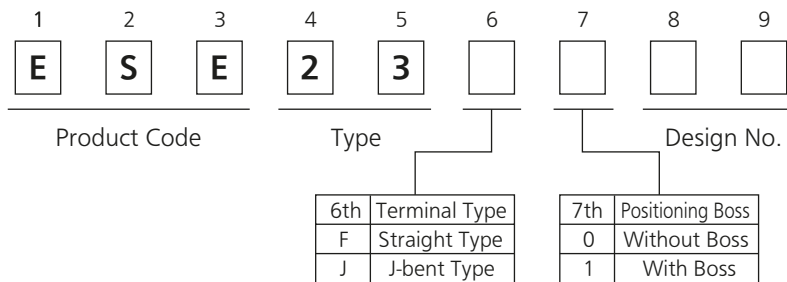 1 2 3 4 5 6 7 8 9
E S E 2 3
Product Code Type Design No.
6th Terminal Type
F Straight Type
J J-bent Type
7th Positioning Boss
0 Without Boss
1 With Boss